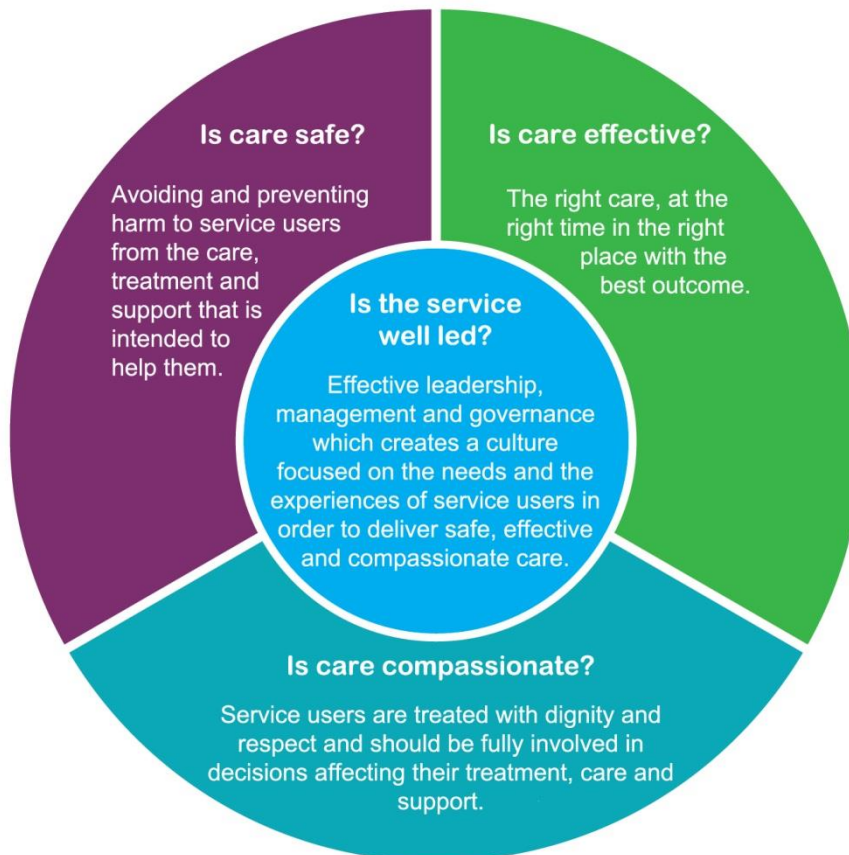 Is care safe?
Avoiding and preventing
harm to service users
from the care,
treatment and
support that is
intended to
help them.
Is care effective?
The right care, at the
right time in the right
place with the
best outcome.
Is the service
well led?
Effective leadership,
management and governance
which creates a culture
focused on the needs and the
experiences of service users in
order to deliver safe, effective
and compassionate care.
Is care compassionate?
Service users are treated with dignity and
respect and should be fully involved in
decisions affecting their treatment, care and
support.